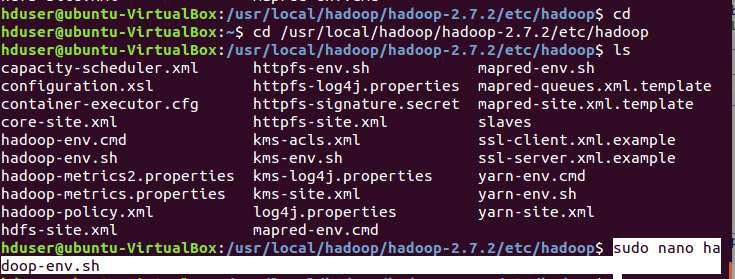 hduser@ubuntu-VirtualBox:/usr/local/hadoop/hadoop-2.7.2/etc/hadoop$ cd
hduser@ubuntu-VirtualBox:~$ cd /usr/local/hadoop/hadoop-2.7.2/etc/hadoop
hduser@ubuntu-VirtualBox:/usr/local/hadoop/hadoop-2.7.2/etc/hadoop$ ls
capacity-scheduler.xml httpfs-env.sh mapred-env.sh
configuration.xsl httpfs-log4j.properties mapred-queues.xml.template
container-executor.cfg httpfs-signature.secret mapred-site.xml.template
core-site.xml httpfs-site.xml slaves
hadoop-env.cmd kms-acls.xml ssl-client.xml.example
hadoop-env.sh kms-env.sh ssl-server.xml.example
hadoop-metrics2.properties kms-log4j.properties yarn-env.cmd
hadoop-metrics.properties kms-site.xml yarn-env.sh
hadoop-policy.xml log4j.properties yarn-site.xml
hdfs-site.xml mapred-env.cmd
hduser@ubuntu-VirtualBox:/usr/local/hadoop/hadoop-2.7.2/etc/hadoop$ sudo nano ha
doop-env.sh